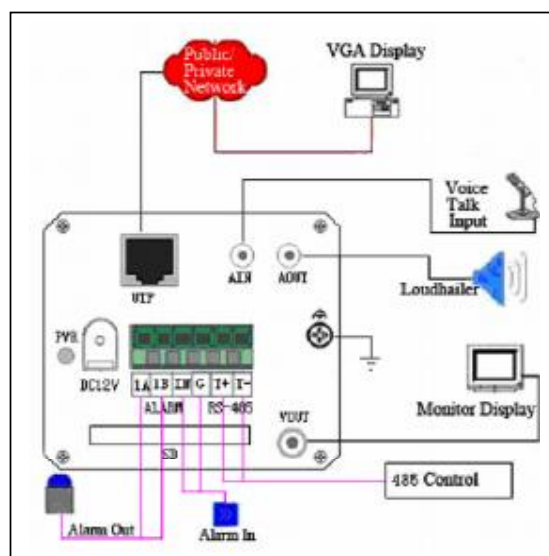 Public/
Private
Network
VGA Display
Voice
Talk
Input
UTP
AIN
AOUT
Loudhailer
PWR
DC12V
1A 1B IN G T+ T-
ALARM RS-485
VOUT
Monitor Display
SD
485 Control
Alarm Out
Alarm In